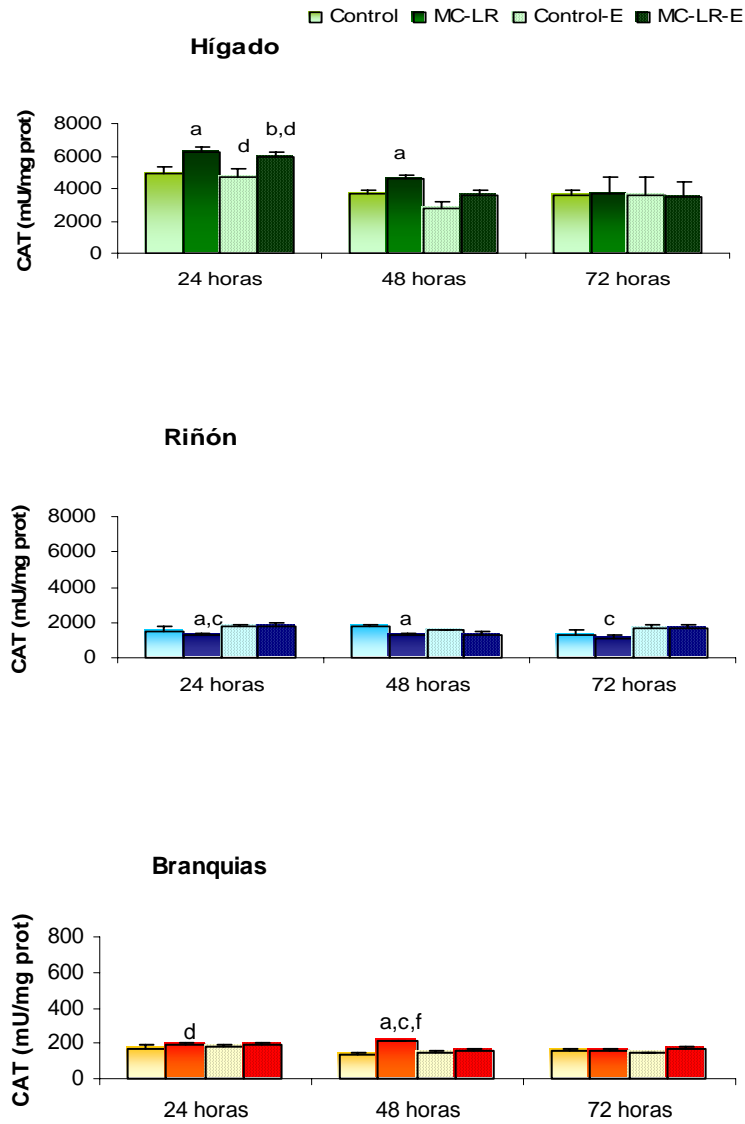 Control MC-LR Control-E MC-LR-E
Hígado
CAT (mU/mg prot)
8000
6000
4000
2000
0
a
d
b,d
a
24 horas 48 horas 72 horas
Riñón
CAT (mU/mg prot)
8000
6000
4000
2000
0
a,c
a
c
24 horas 48 horas 72 horas
Branquias
CAT (mU/mg prot)
800
600
400
200
0
d
a,c,f
24 horas 48 horas 72 horas